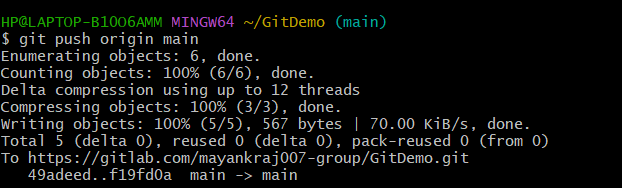 HP@LAPTOP-B1O06AMM MINGW64 ~/GitDemo (main)
$ git push origin main
Enumerating objects: 6, done.
Counting objects: 100% (6/6), done.
Delta compression using up to 12 threads
Compressing objects: 100% (3/3), done.
Writing objects: 100% (5/5), 567 bytes | 70.00 KiB/s, done.
Total 5 (delta 0), reused 0 (delta 0), pack-reused 0 (from 0)
To https://gitlab.com/mayankraj007-group/GitDemo.git
   49adeed..f19fd0a  main -> main